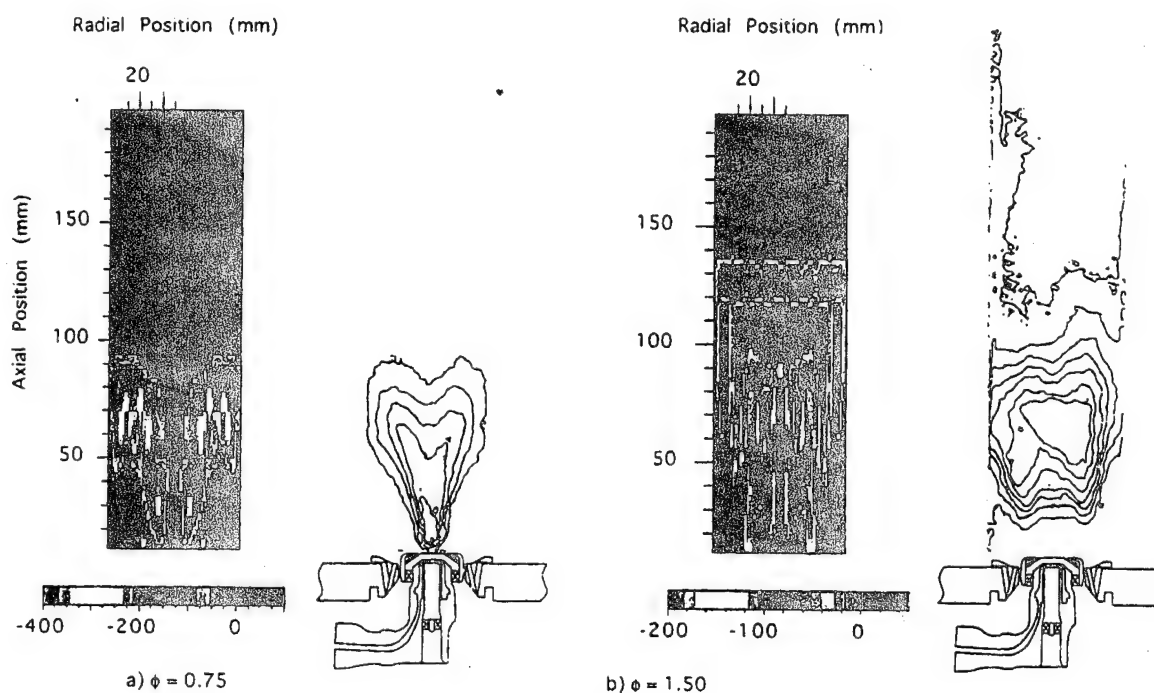 Radial Position (mm)
20
Axial Position (mm)
150
100
50
-400 -200 0
a) ϕ = 0.75
Radial Position (mm)
20
150
100
50
-200 -100 0
b) ϕ = 1.50